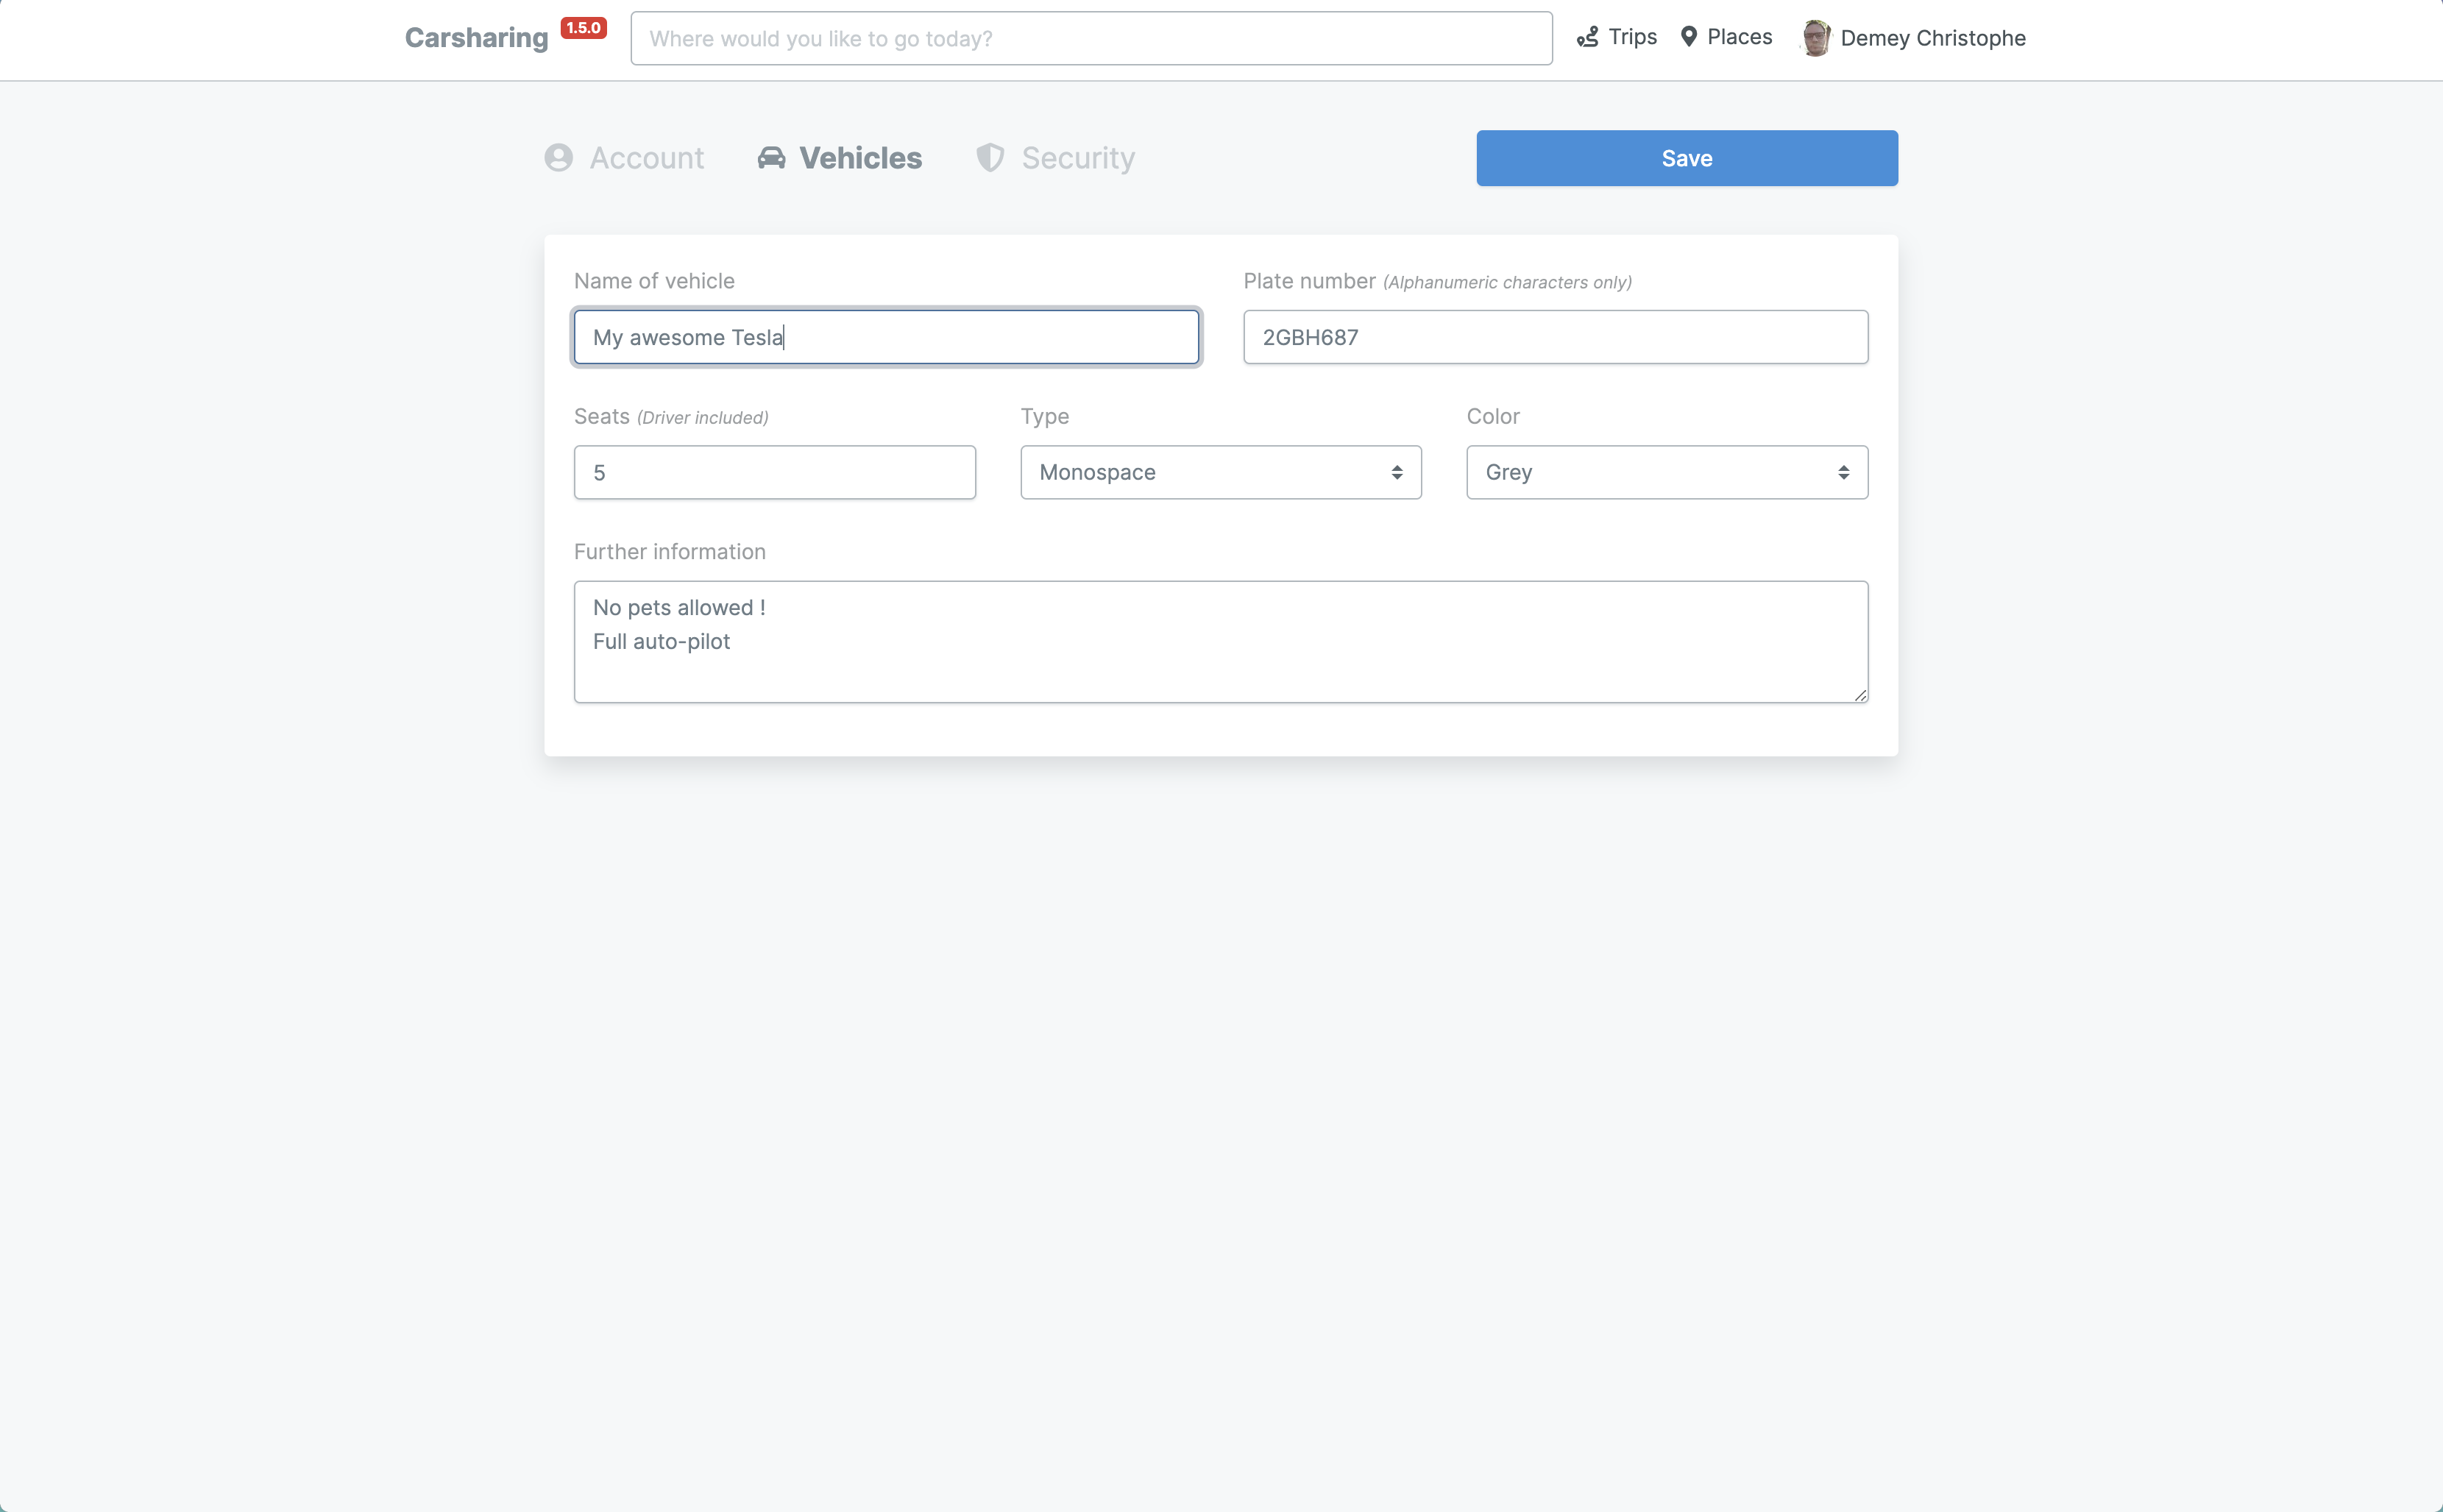 Carsharing 1.5.0 Where would you like to go today? Trips Places Demey Christophe
Account Vehicles Security Save
Name of vehicle Plate number (Alphanumeric characters only)
My awesome Tesla 2GBH687
Seats (Driver included) Type Color
5 Monospace Grey
Further information
No pets allowed !
Full auto-pilot